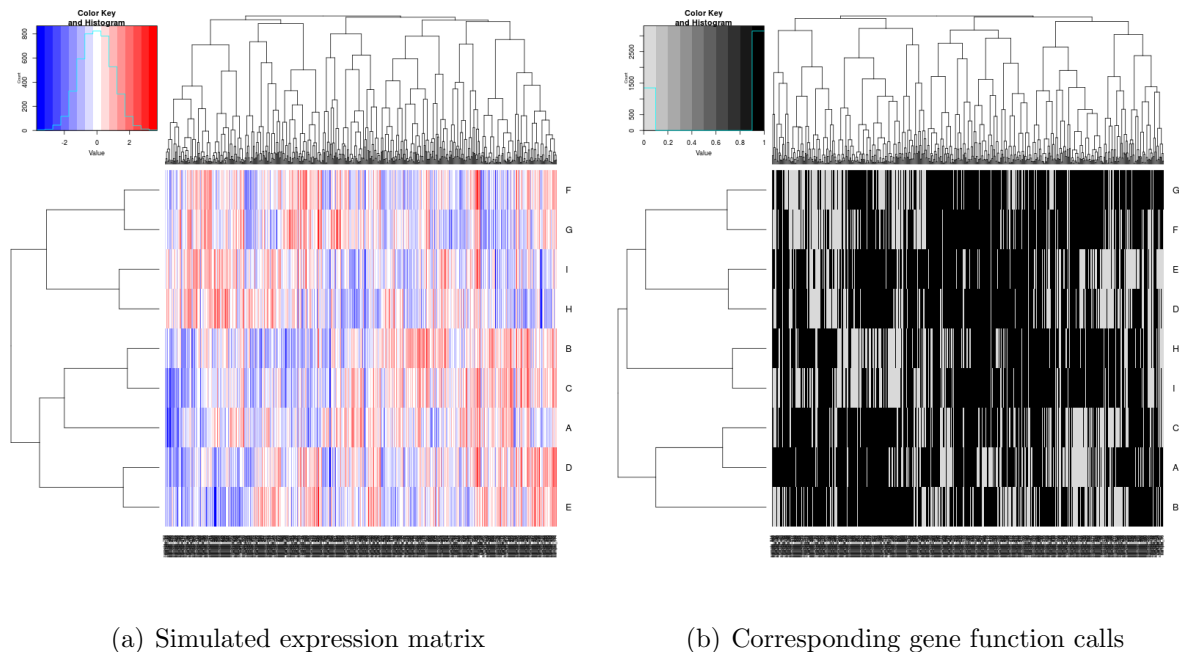 Color Key
and Histogram
Count
0 200 400 600 800
-2 0 2
Value
F
G
I
H
B
C
A
D
E
(a) Simulated expression matrix
Color Key
and Histogram
Count
0 500 1500 2500
0 0.2 0.4 0.6 0.8 1
Value
G
F
E
D
H
I
C
A
B
(b) Corresponding gene function calls